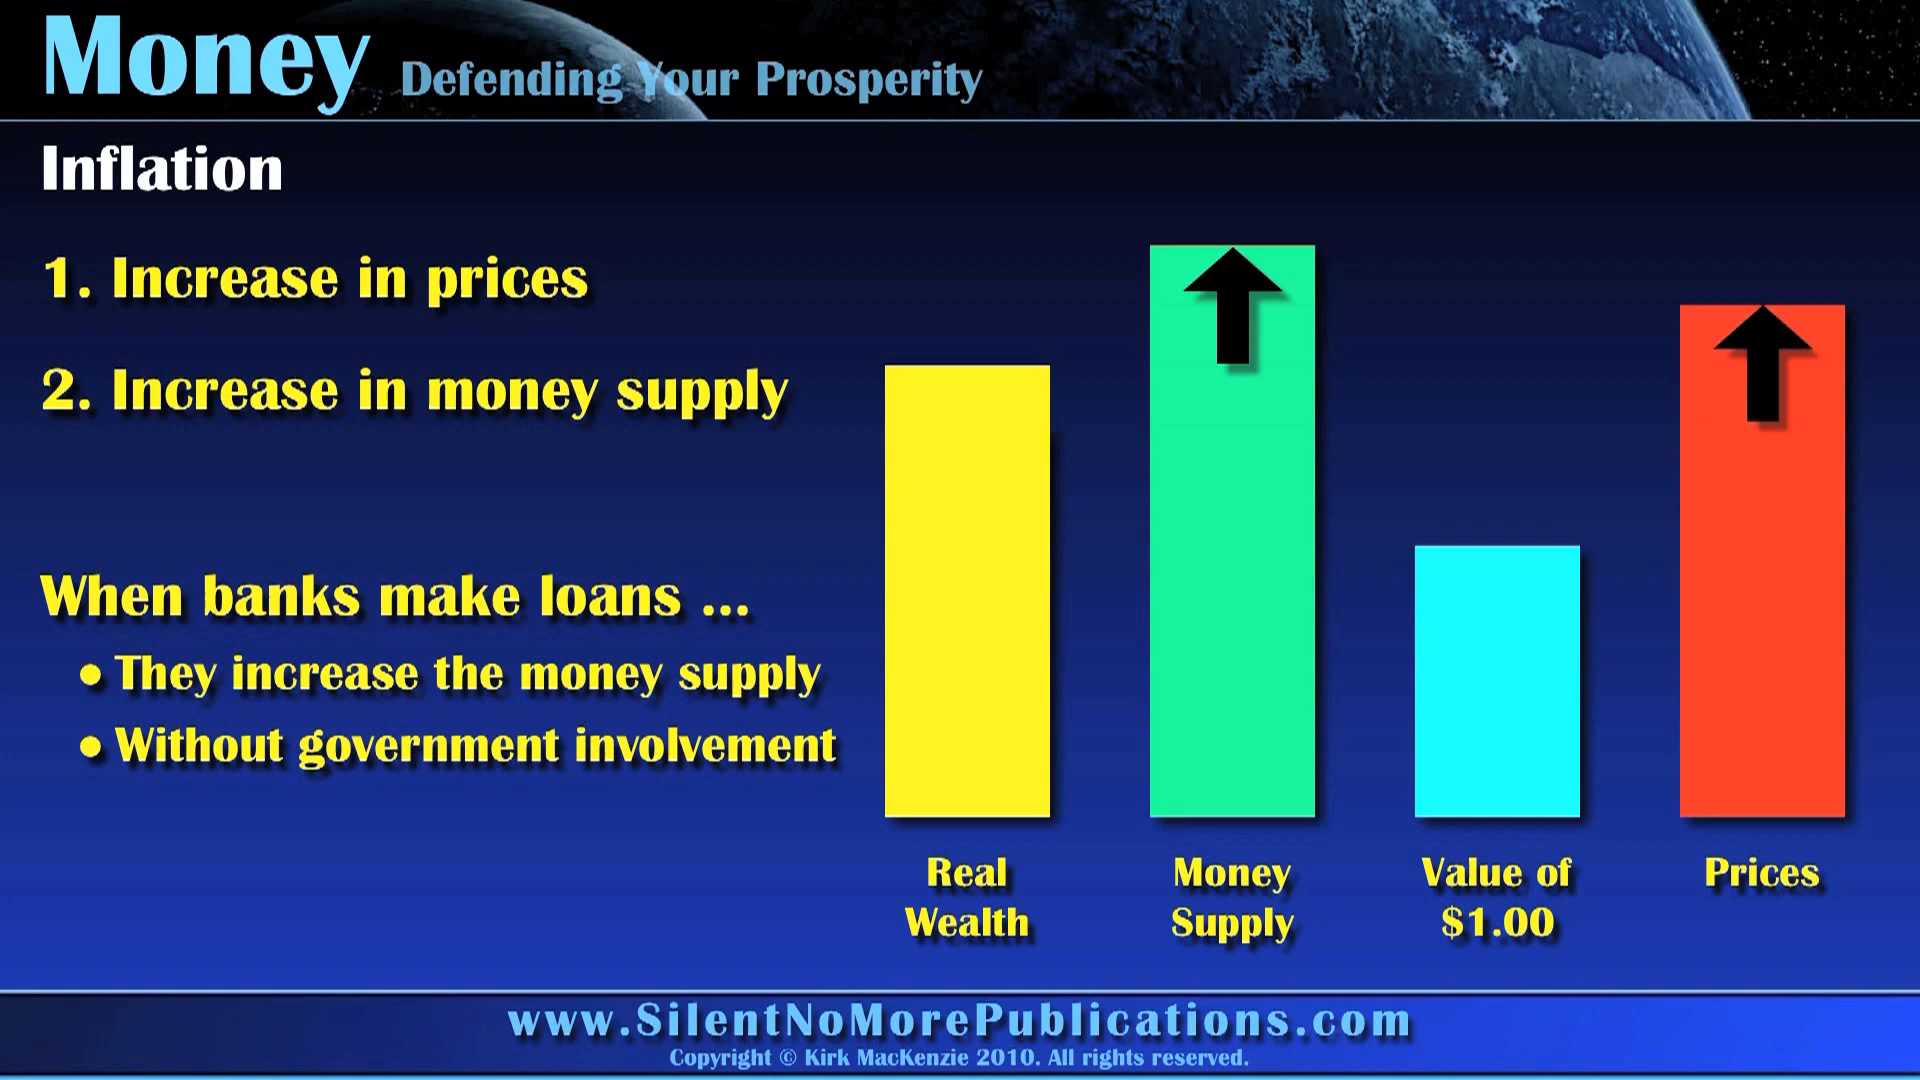 Money Defending Your Prosperity
Inflation
1. Increase in prices
2. Increase in money supply
When banks make loans ...
• They increase the money supply
• Without government involvement
Real Wealth
Money Supply
Value of $1.00
Prices
www.SilentNoMorePublications.com
Copyright © Kirk MacKenzie 2010. All rights reserved.